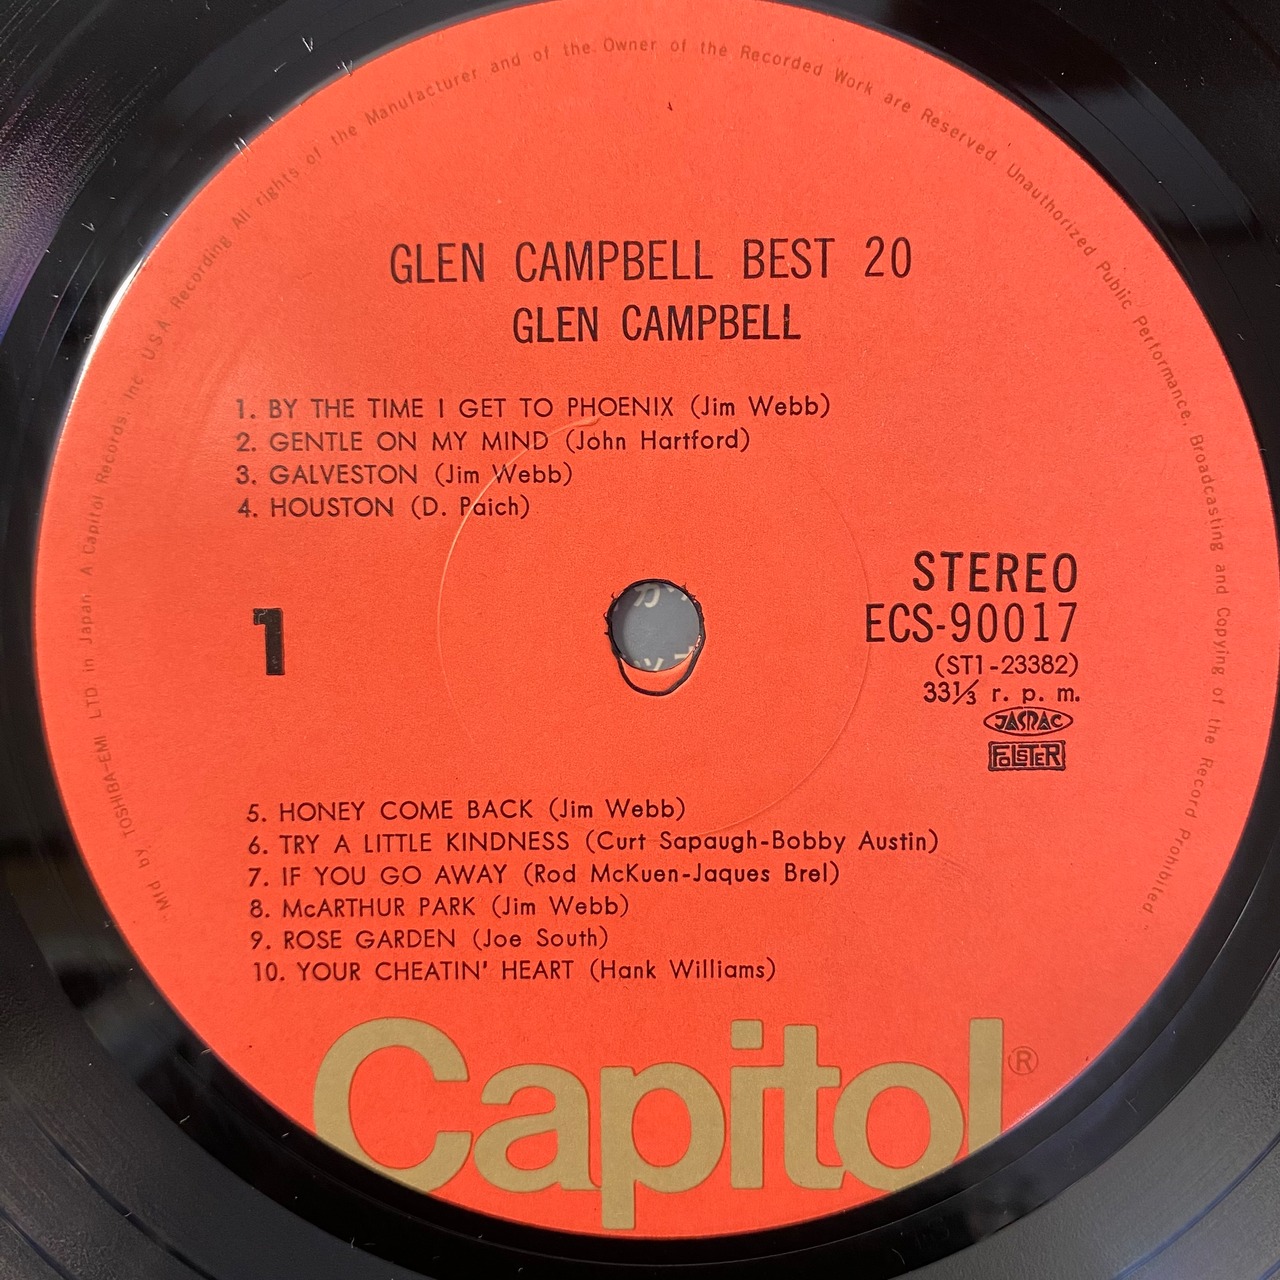 Mfd by TOSHIBA-EMI LTD in Japan. A Capitol Records, Inc. U.S.A. Recording All rights of the Manufacturer and of the Owner of the Recorded Work are Reserved. Unauthorized Public Performance, Broadcasting and Copying of the Record Prohibited
GLEN CAMPBELL BEST 20
GLEN CAMPBELL
1. BY THE TIME I GET TO PHOENIX (Jim Webb)
2. GENTLE ON MY MIND (John Hartford)
3. GALVESTON (Jim Webb)
4. HOUSTON (D. Paich)
1
STEREO
ECS-90017
(ST1-23382)
33⅓ r. p. m.
JASRAC
FOLSTER
5. HONEY COME BACK (Jim Webb)
6. TRY A LITTLE KINDNESS (Curt Sapaugh-Bobby Austin)
7. IF YOU GO AWAY (Rod McKuen-Jaques Brel)
8. McARTHUR PARK (Jim Webb)
9. ROSE GARDEN (Joe South)
10. YOUR CHEATIN' HEART (Hank Williams)
Capitol®